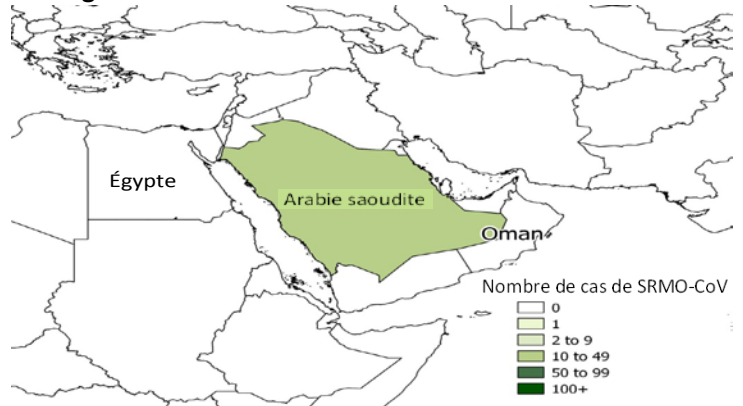 Égypte
Arabie saoudite
Oman
Nombre de cas de SRMO-CoV
0
1
2 to 9
10 to 49
50 to 99
100+